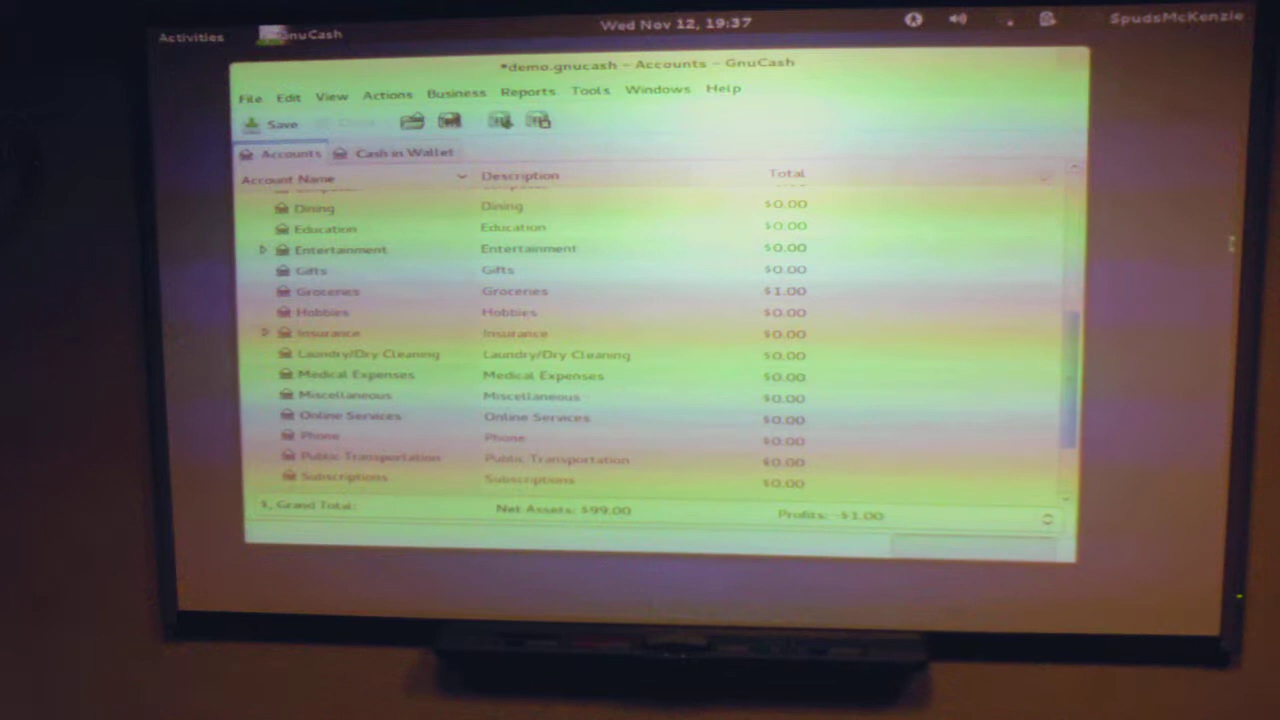 Activities GnuCash Wed Nov 12, 19:37 SpudsMcKenzie
*demo.gnucash - Accounts - GnuCash
File Edit View Actions Business Reports Tools Windows Help
Save
Accounts Cash in Wallet
Account Name Description Total
Dining Dining $0.00
Education Education $0.00
Entertainment Entertainment $0.00
Gifts Gifts $0.00
Groceries Groceries $1.00
Hobbies Hobbies $0.00
Insurance Insurance $0.00
Laundry/Dry Cleaning Laundry/Dry Cleaning $0.00
Medical Expenses Medical Expenses $0.00
Miscellaneous Miscellaneous $0.00
Online Services Online Services $0.00
Phone Phone $0.00
Public Transportation Public Transportation $0.00
Subscriptions Subscriptions $0.00
$, Grand Total: Net Assets: $99.00 Profits: -$1.00